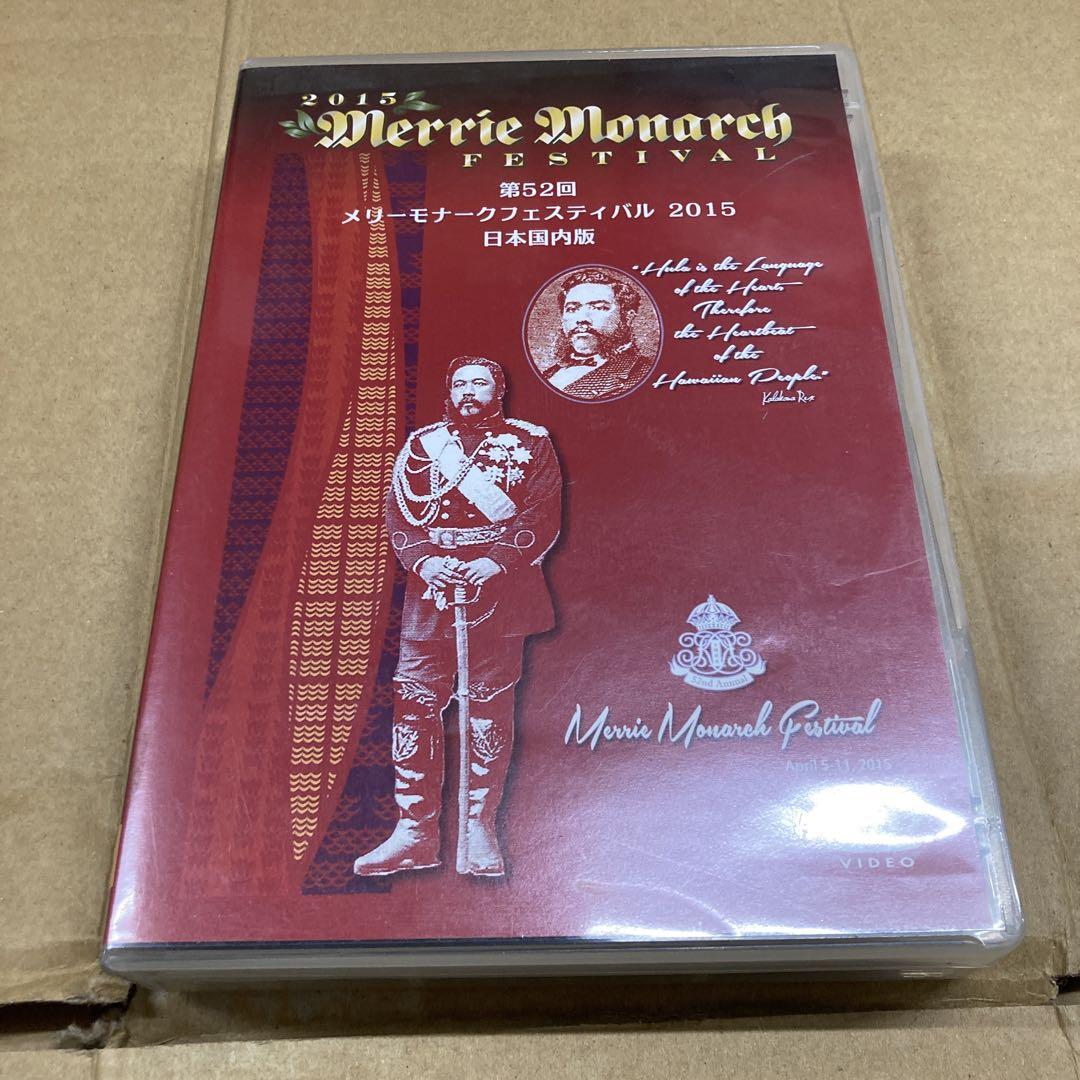 2015
Merrie Monarch
FESTIVAL
第52回
メリーモナークフェスティバル 2015
日本国内版
"Hula is the Language
of the Heart,
Therefore
the Heartbeat
of the
Hawaiian People."
Kalakaua Rex
52nd Annual
Merrie Monarch Festival
April 5-11, 2015
VIDEO